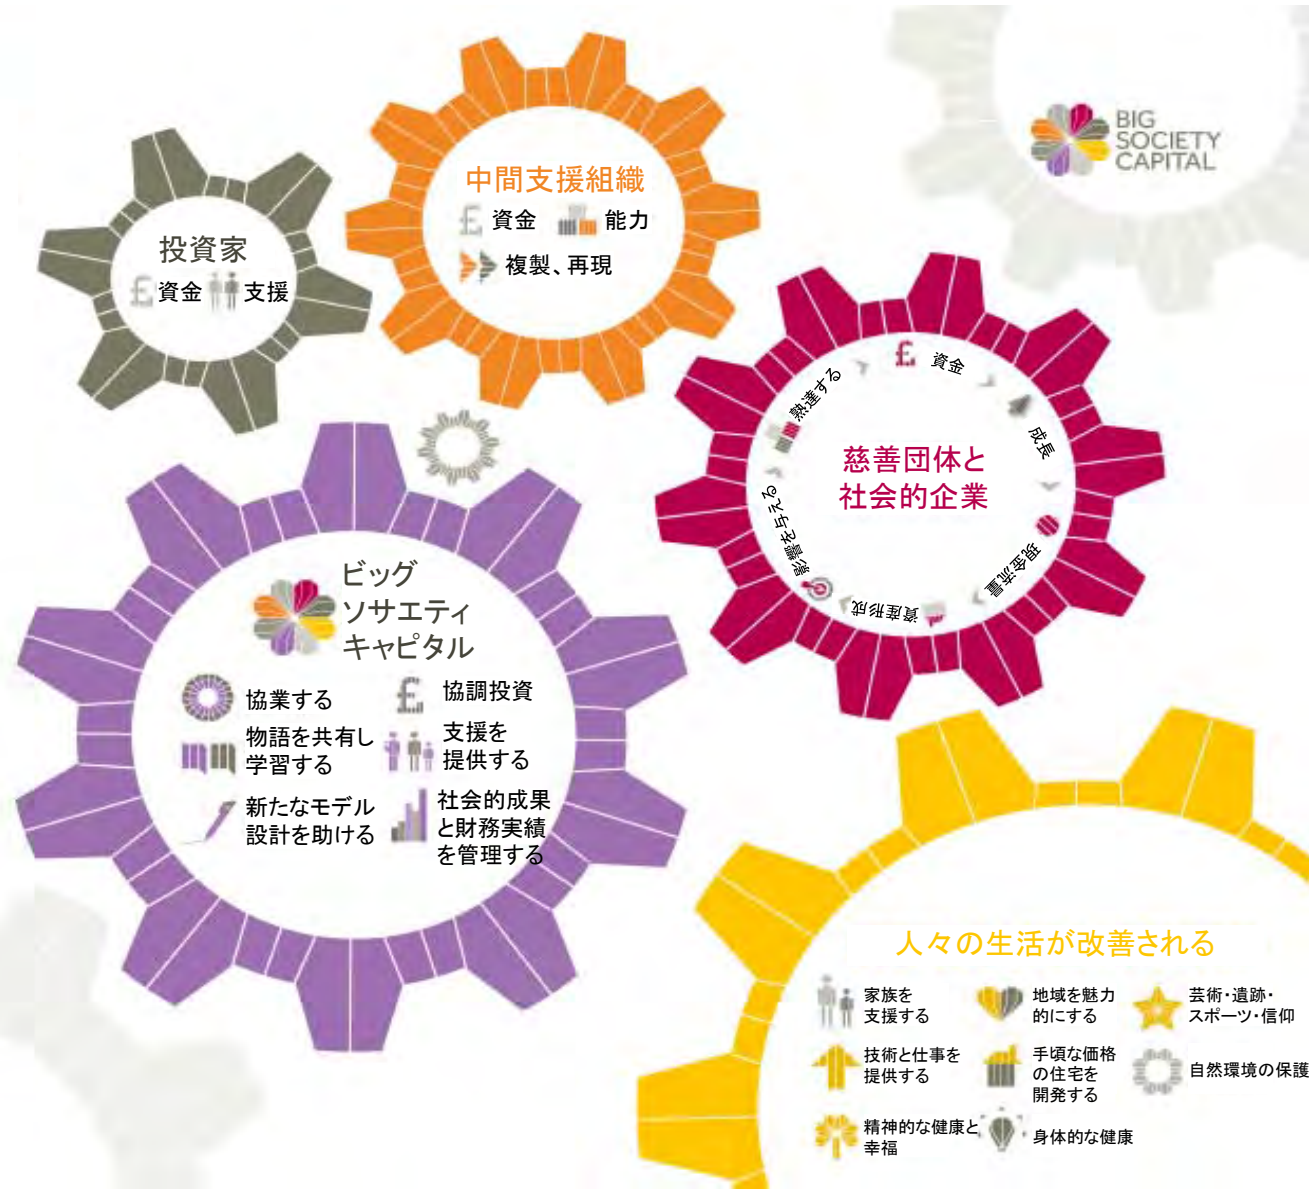 BIG
SOCIETY
CAPITAL
中間支援組織
資金
能力
複製、再現
投資家
資金
支援
慈善団体と
社会的企業
資金
成長
現金流量
資産形成
影響を与える
熟達する
ビッグ
ソサエティ
キャピタル
協業する
協調投資
物語を共有し
学習する
支援を
提供する
新たなモデル
設計を助ける
社会的成果
と財務実績
を管理する
人々の生活が改善される
家族を
支援する
地域を魅力
的にする
芸術・遺跡・
スポーツ・信仰
技術と仕事を
提供する
手頃な価格
の住宅を
開発する
自然環境の保護
精神的な健康と
幸福
身体的な健康